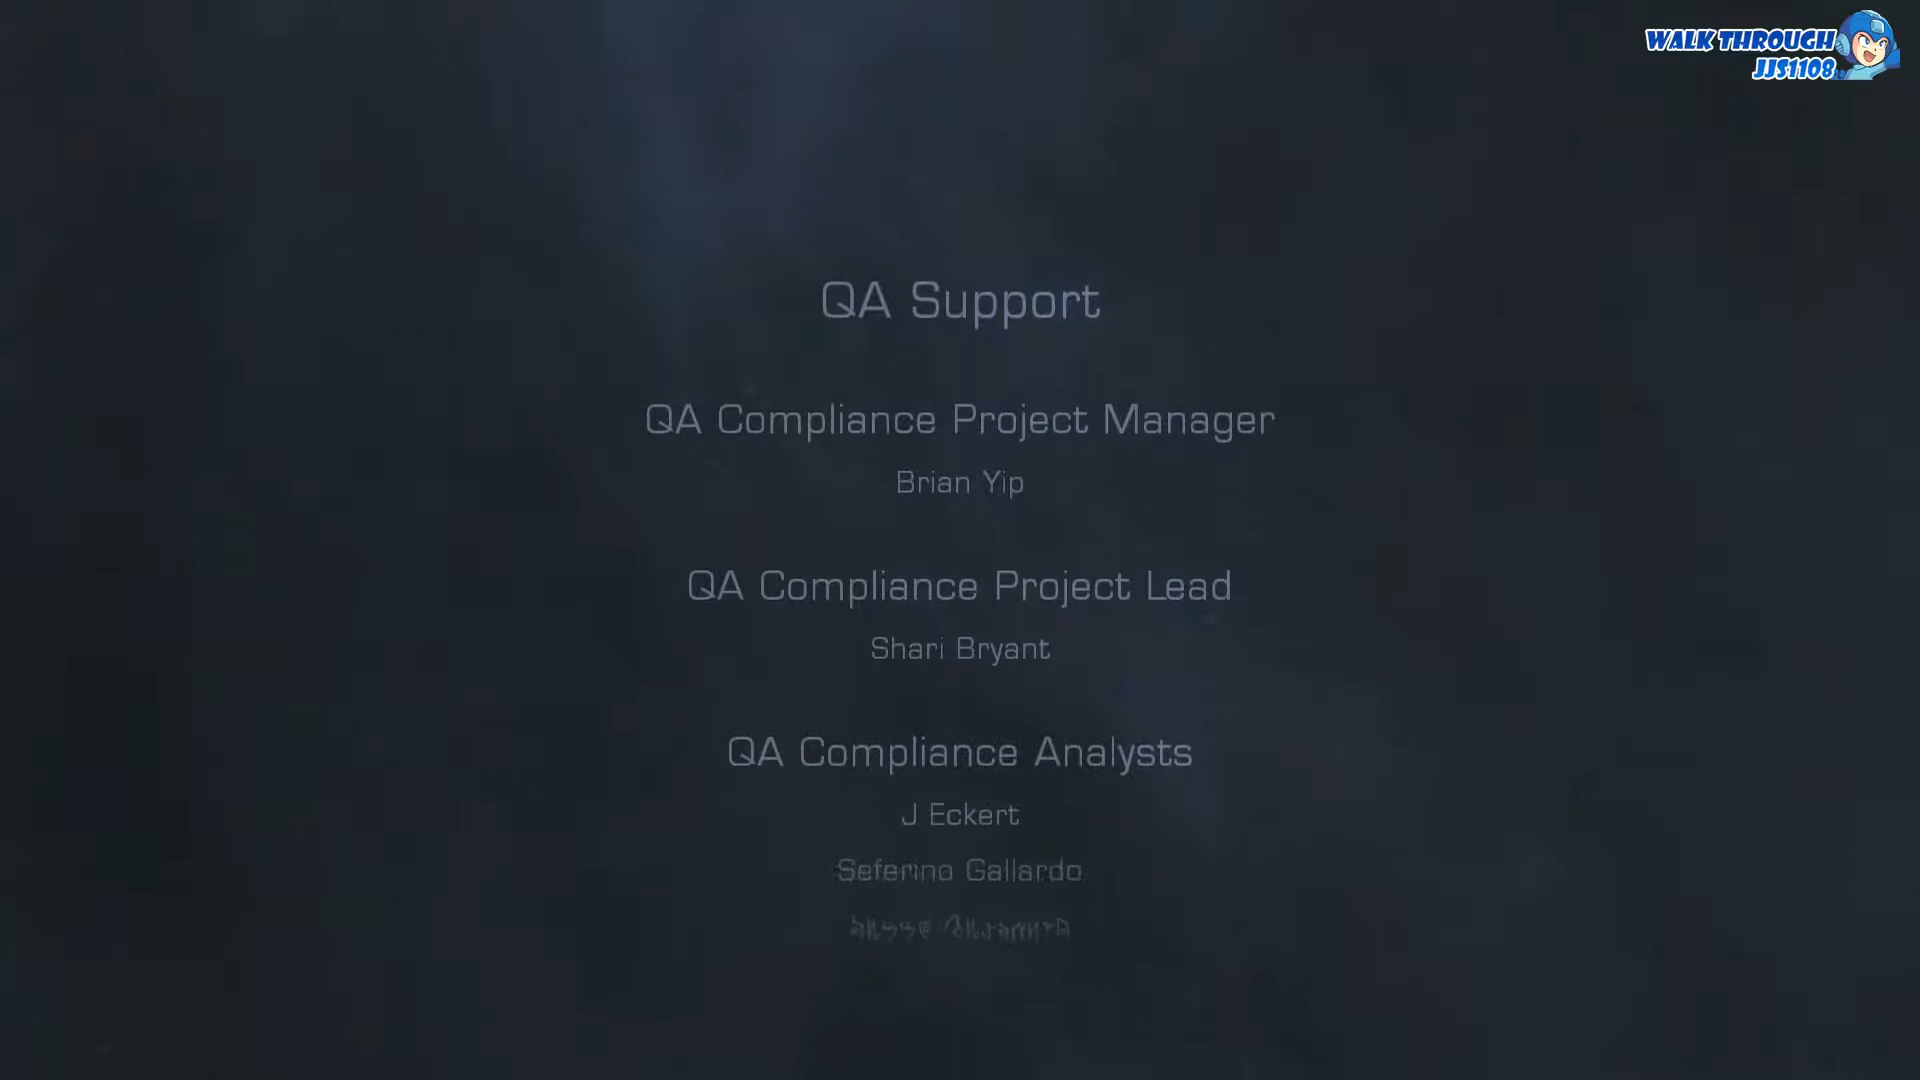 WALK THROUGH
JJS1108
QA Support
QA Compliance Project Manager
Brian Yip
QA Compliance Project Lead
Shari Bryant
QA Compliance Analysts
J Eckert
Seferino Gallardo